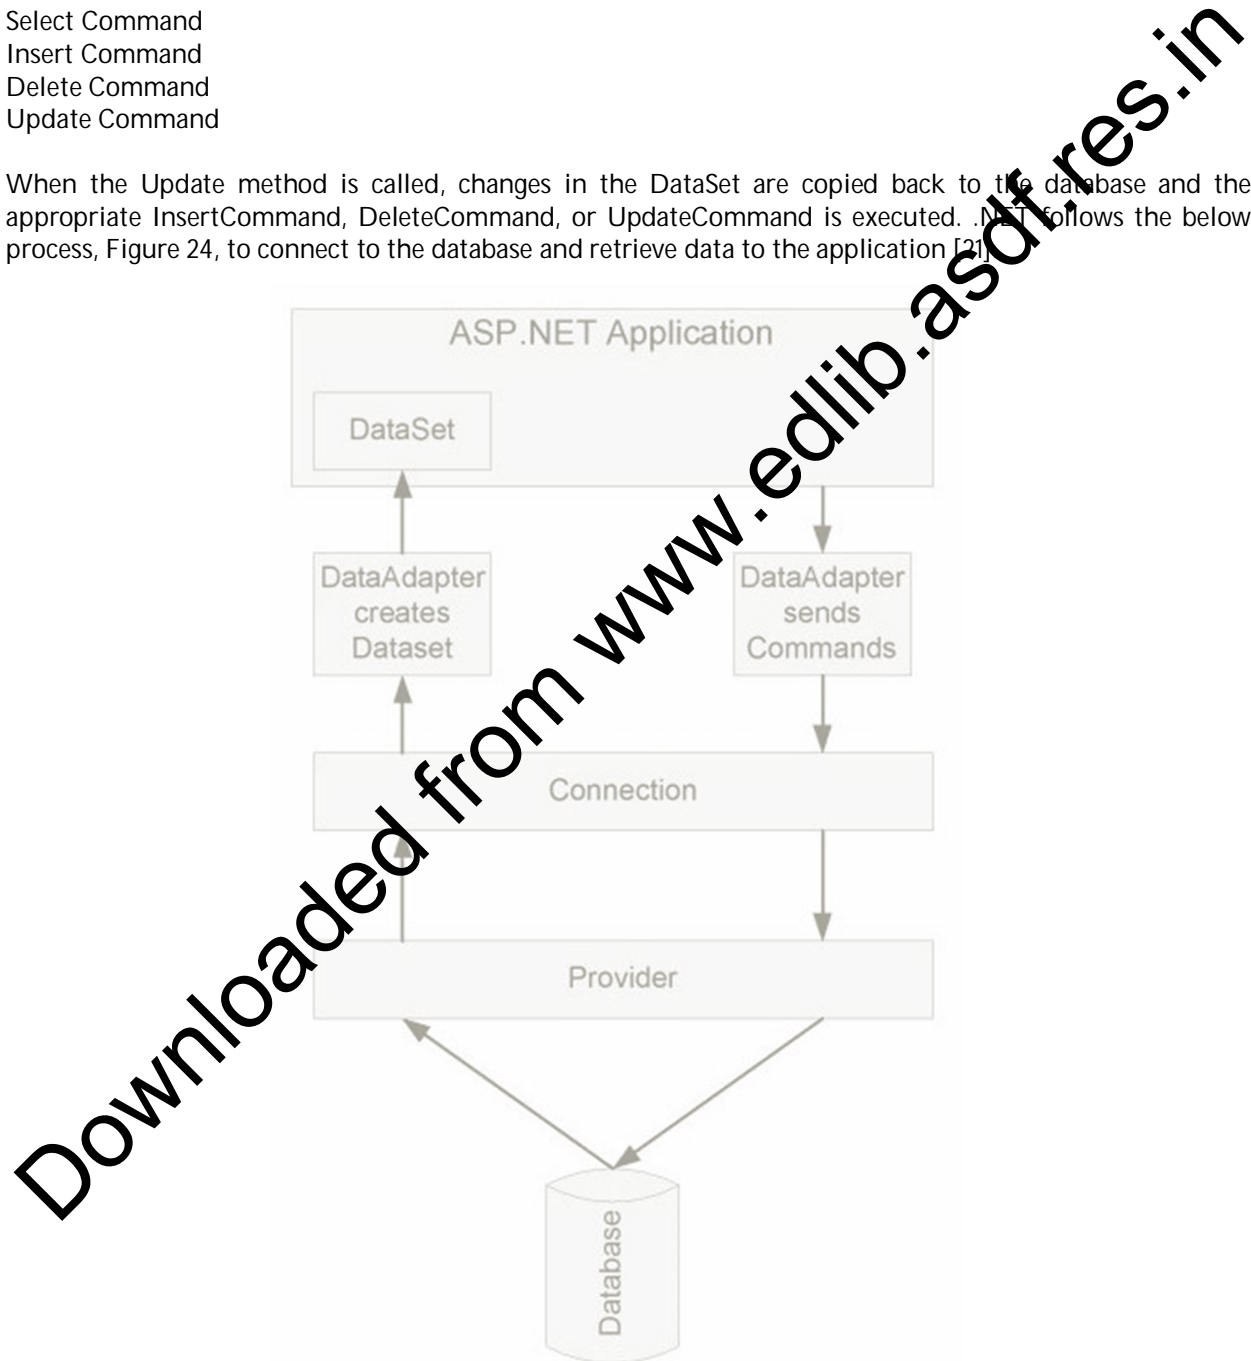 Select Command
Insert Command
Delete Command
Update Command
When the Update method is called, changes in the DataSet are copied back to the database and the
appropriate InsertCommand, DeleteCommand, or UpdateCommand is executed. .NET follows the below
process, Figure 24, to connect to the database and retrieve data to the application [21]
ASP.NET Application
DataSet
DataAdapter
creates
Dataset
DataAdapter
sends
Commands
Connection
Provider
Database
Downloaded from www.edlib.asdf.res.in